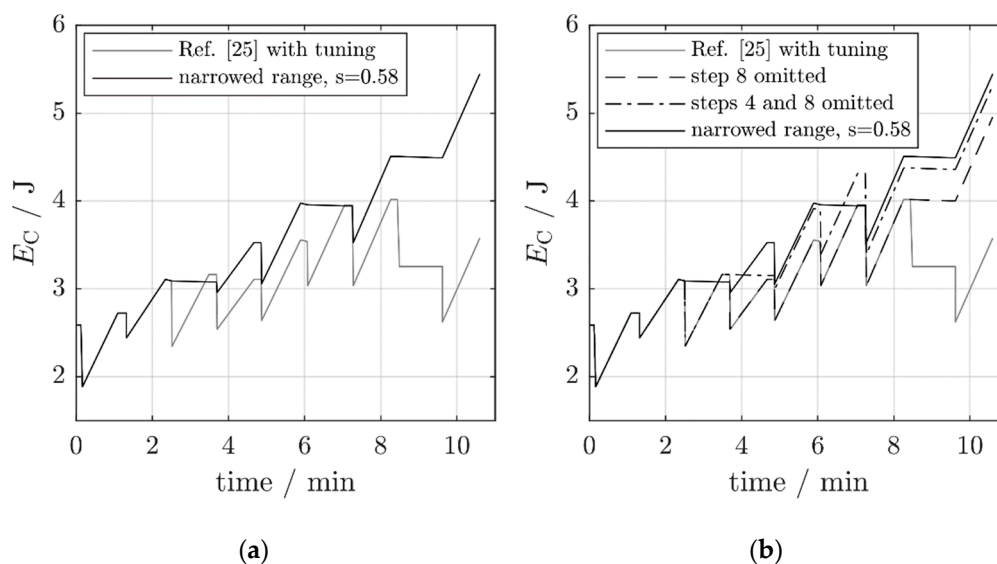 6
5
4
3
2
E_C / J
Ref. [25] with tuning
narrowed range, s=0.58
0 2 4 6 8 10
time / min
(a)
6
5
4
3
2
E_C / J
Ref. [25] with tuning
step 8 omitted
steps 4 and 8 omitted
narrowed range, s=0.58
0 2 4 6 8 10
time / min
(b)